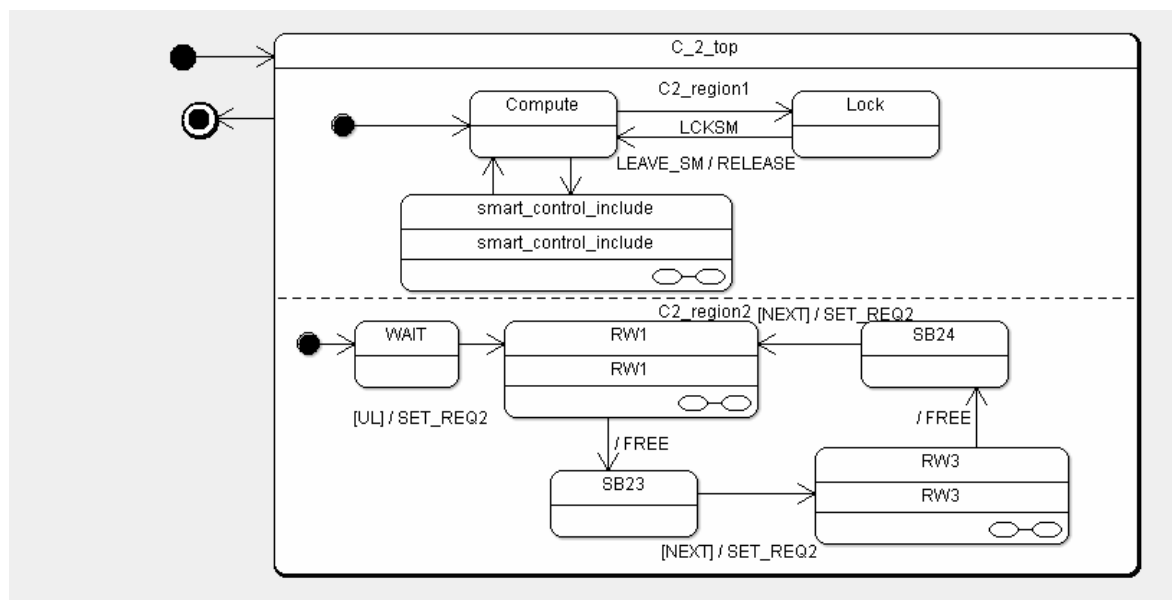 C_2_top
C2_region1
Compute
Lock
LCKSM
LEAVE_SM / RELEASE
smart_control_include
smart_control_include
C2_region2
[NEXT] / SET_REQ2
WAIT
RW1
SB24
RW1
[UL] / SET_REQ2
/ FREE
/ FREE
RW3
SB23
RW3
[NEXT] / SET_REQ2